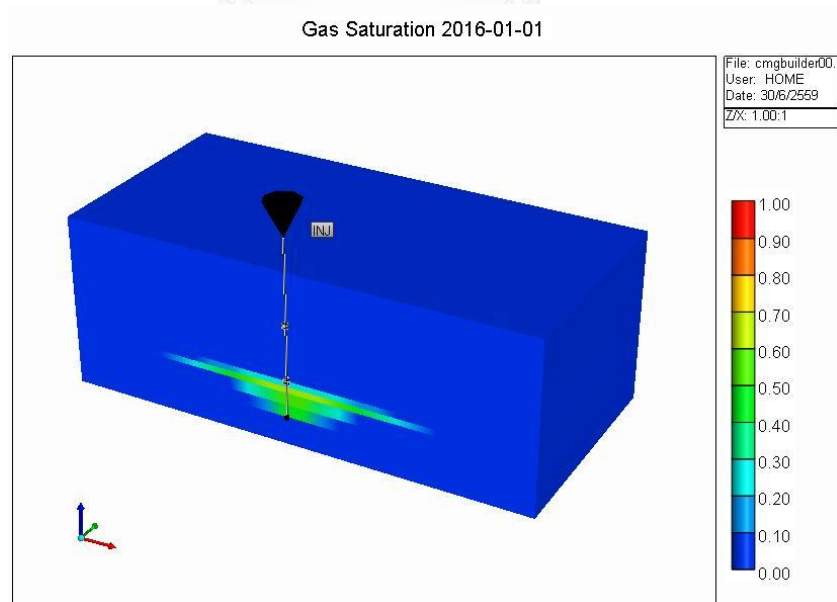 Gas Saturation 2016-01-01
File: cmgbuilder00.
User: HOME
Date: 30/6/2559
Z/X: 1.00:1
INJ
1.00
0.90
0.80
0.70
0.60
0.50
0.40
0.30
0.20
0.10
0.00